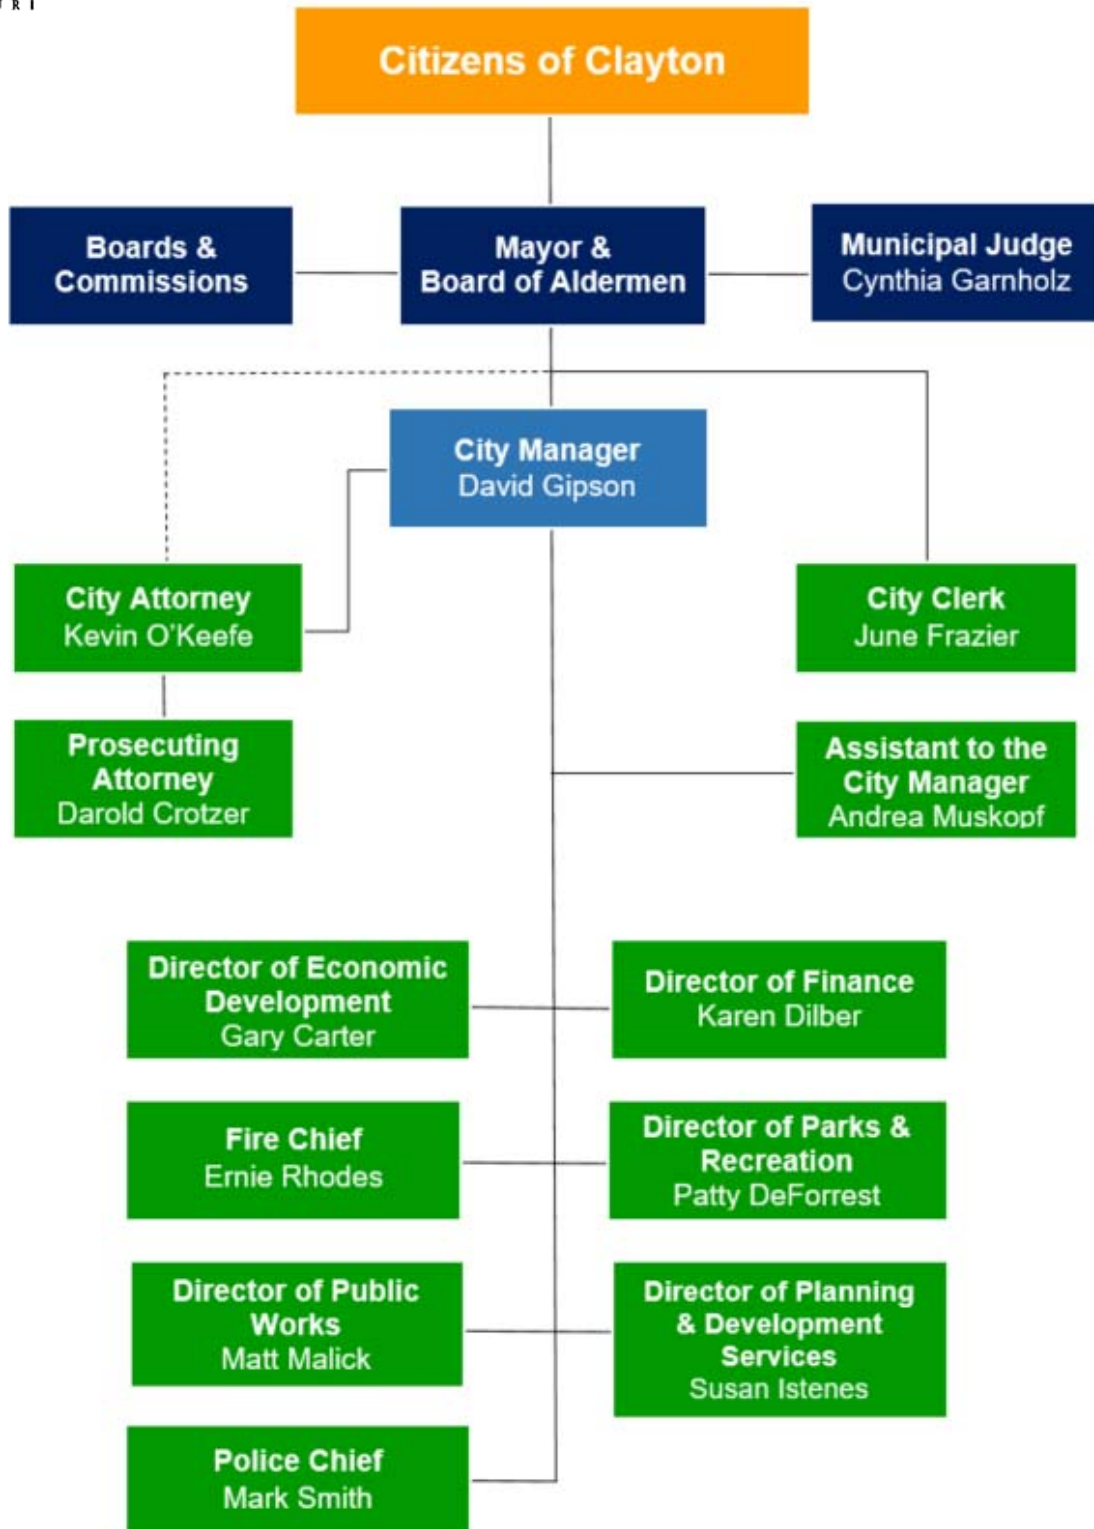 Citizens of Clayton
Boards &
Commissions
Mayor &
Board of Aldermen
Municipal Judge
Cynthia Garnholz
City Manager
David Gipson
City Attorney
Kevin O'Keefe
City Clerk
June Frazier
Prosecuting
Attorney
Darold Crotzer
Assistant to the
City Manager
Andrea Muskopf
Director of Economic
Development
Gary Carter
Director of Finance
Karen Dilber
Fire Chief
Ernie Rhodes
Director of Parks &
Recreation
Patty DeForrest
Director of Public
Works
Matt Malick
Director of Planning
& Development
Services
Susan Istenes
Police Chief
Mark Smith